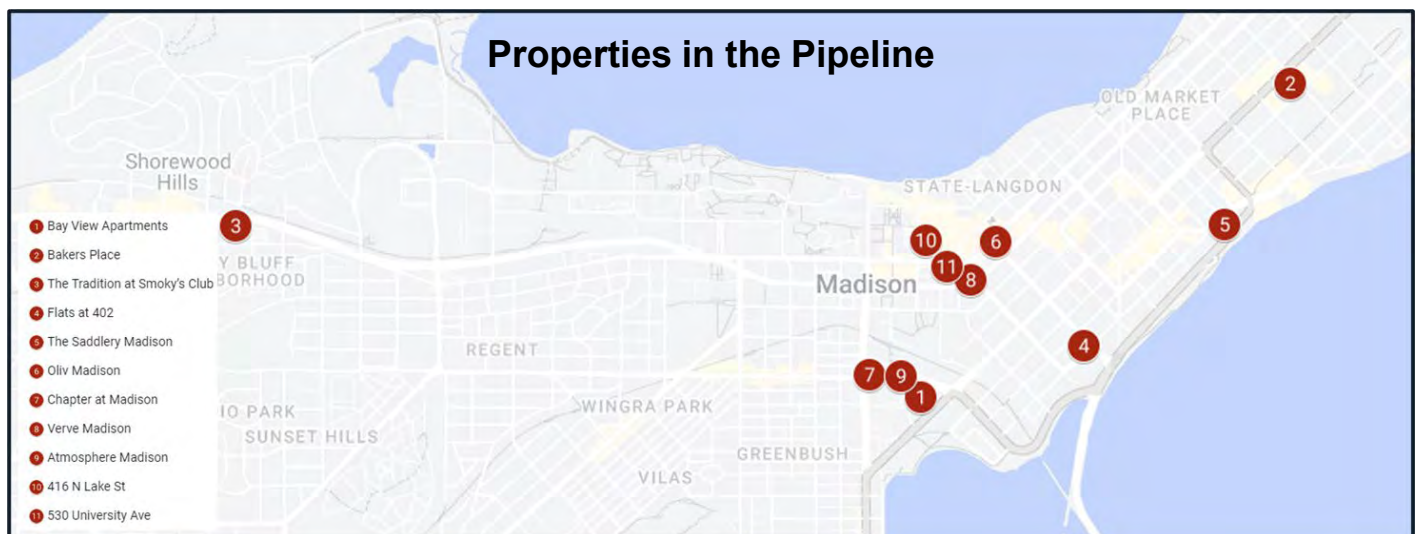 Properties in the Pipeline
2
OLD MARKET
PLACE
Shorewood
Hills
STATE-LANGDON
3
10
6
5
11
8
Y BLUFF
BORHOOD
Madison
4
REGENT
7
9
1
WINGRA PARK
IO PARK
SUNSET HILLS
GREENBUSH
VILAS
1 Bay View Apartments
2 Bakers Place
3 The Tradition at Smoky's Club
4 Flats at 402
5 The Saddlery Madison
6 Oliv Madison
7 Chapter at Madison
8 Verve Madison
9 Atmosphere Madison
10 416 N Lake St
11 530 University Ave